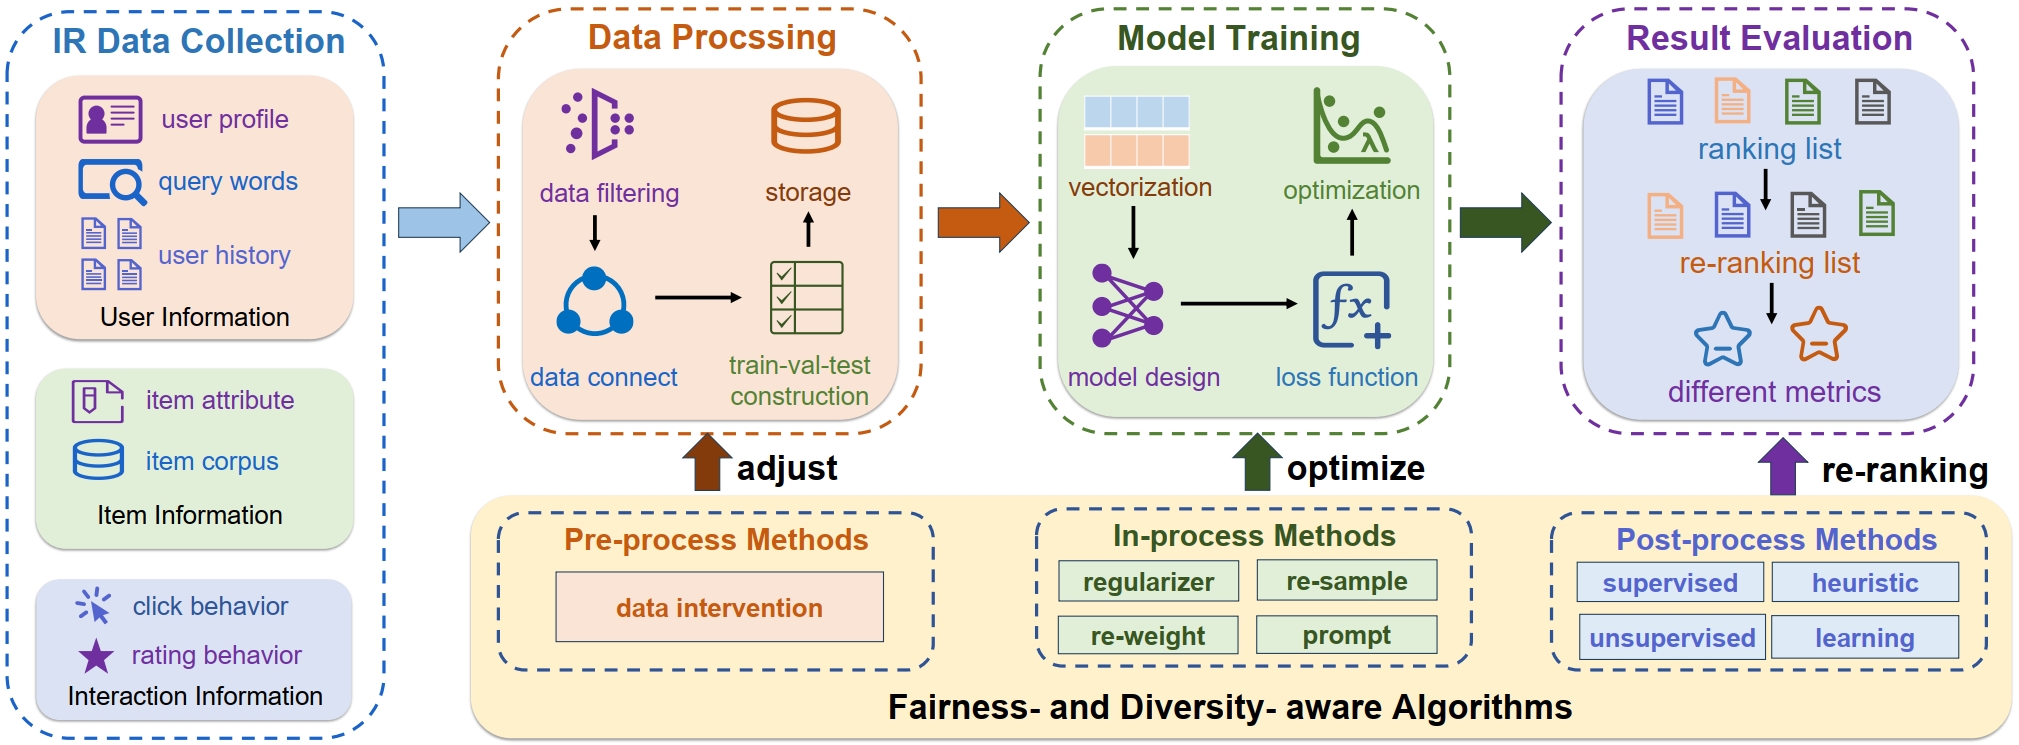 IR Data Collection
user profile
query words
user history
User Information
item attribute
item corpus
Item Information
click behavior
rating behavior
Interaction Information
Data Procssing
data filtering
storage
data connect
train-val-test
construction
Model Training
vectorization
optimization
model design
fx
loss function
Result Evaluation
ranking list
re-ranking list
different metrics
adjust
optimize
re-ranking
Pre-process Methods
data intervention
In-process Methods
regularizer
re-sample
re-weight
prompt
Post-process Methods
supervised
heuristic
unsupervised
learning
Fairness- and Diversity- aware Algorithms